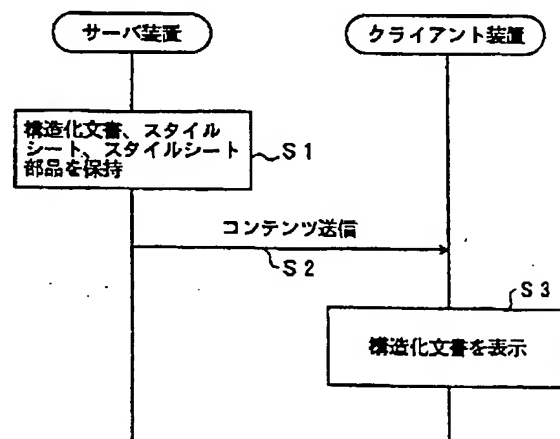 サーバ装置
クライアント装置
構造化文書、スタイル
シート、スタイルシート
部品を保持
S1
コンテンツ送信
S2
S3
構造化文書を表示